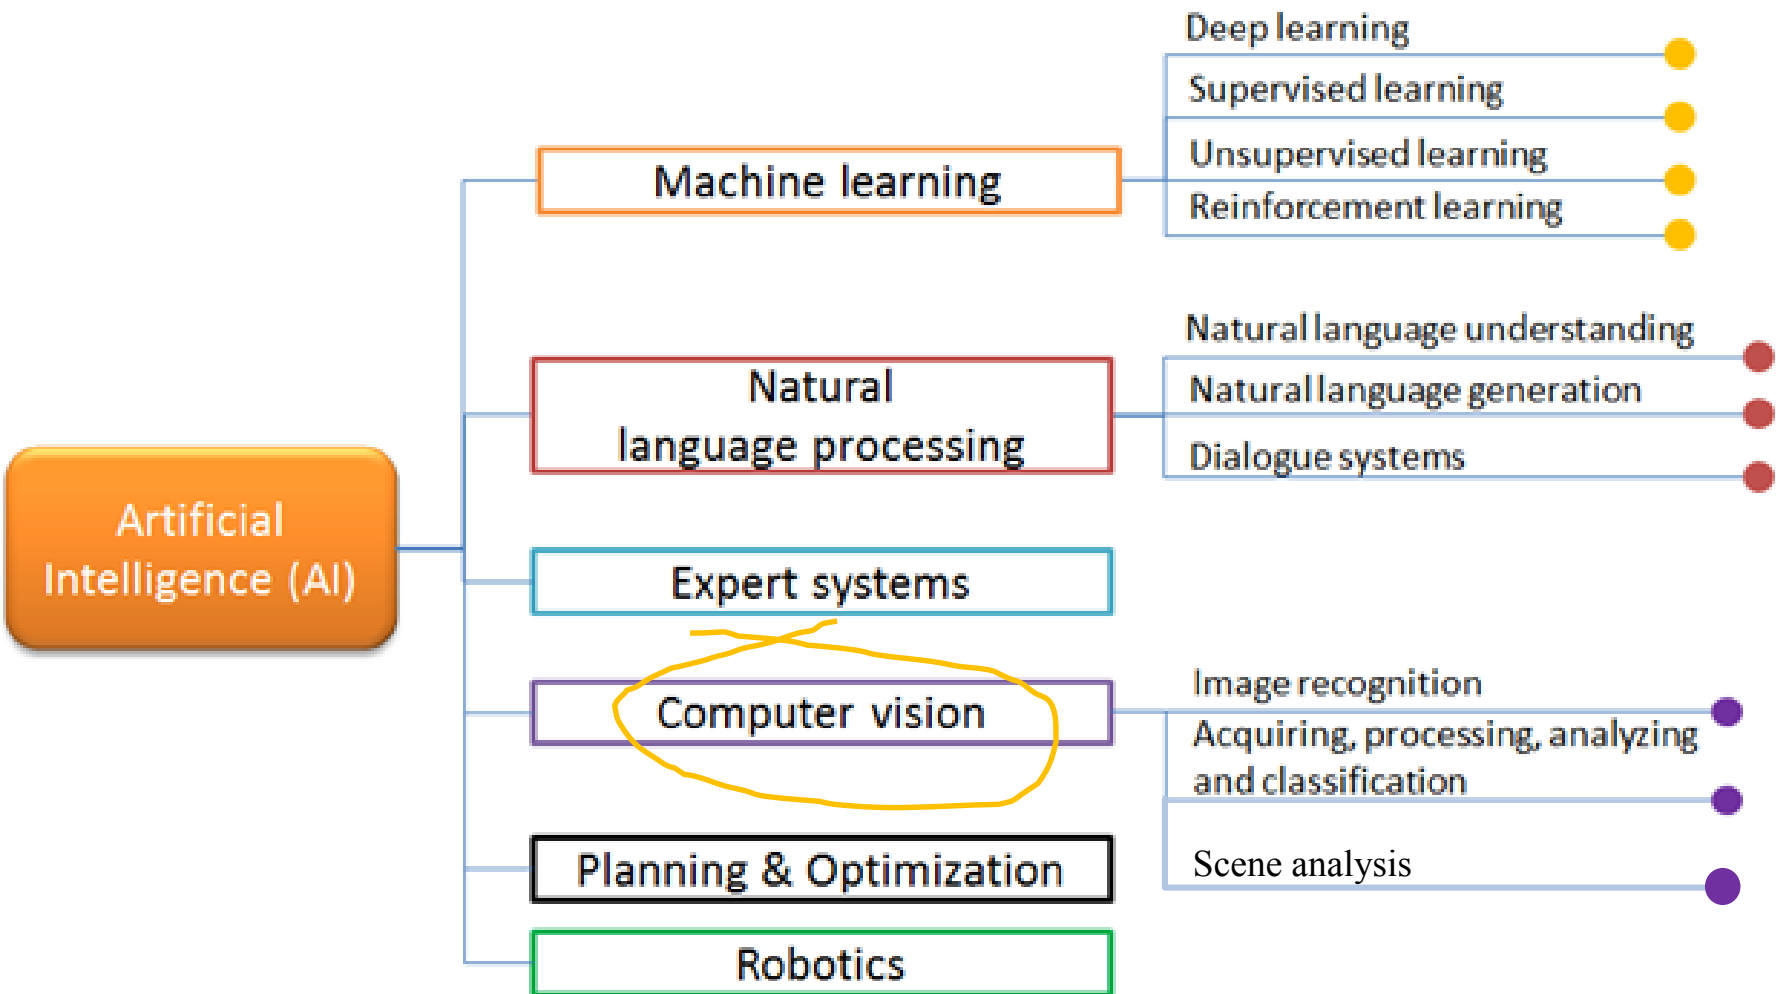 Artificial
Intelligence (AI)
Machine learning
Deep learning
Supervised learning
Unsupervised learning
Reinforcement learning
Natural
language processing
Natural language understanding
Natural language generation
Dialogue systems
Expert systems
Computer vision
Image recognition
Acquiring, processing, analyzing
and classification
Scene analysis
Planning & Optimization
Robotics